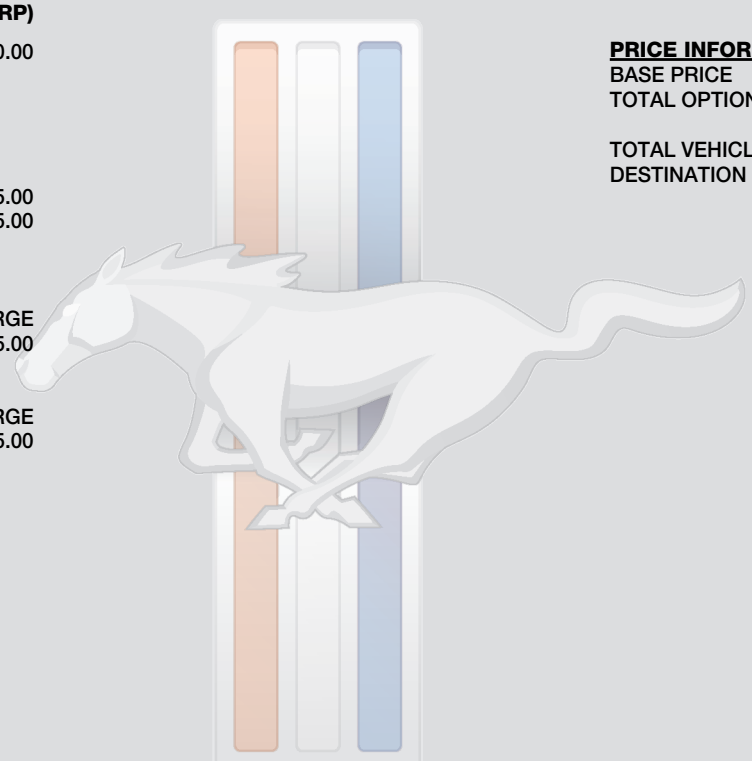 RP)
0.00
5.00
5.00
RGE
5.00
RGE
5.00
PRICE INFOR
BASE PRICE
TOTAL OPTION
TOTAL VEHICL
DESTINATION